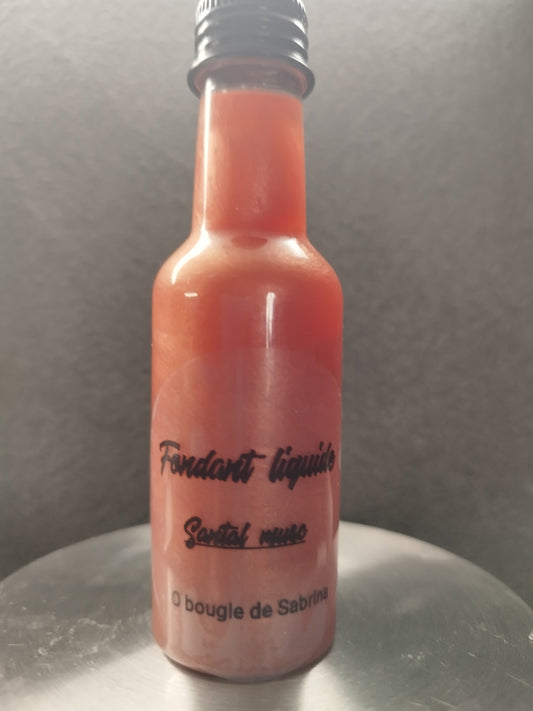 Fondant liquide
Santal musc
O bougie de Sabrina